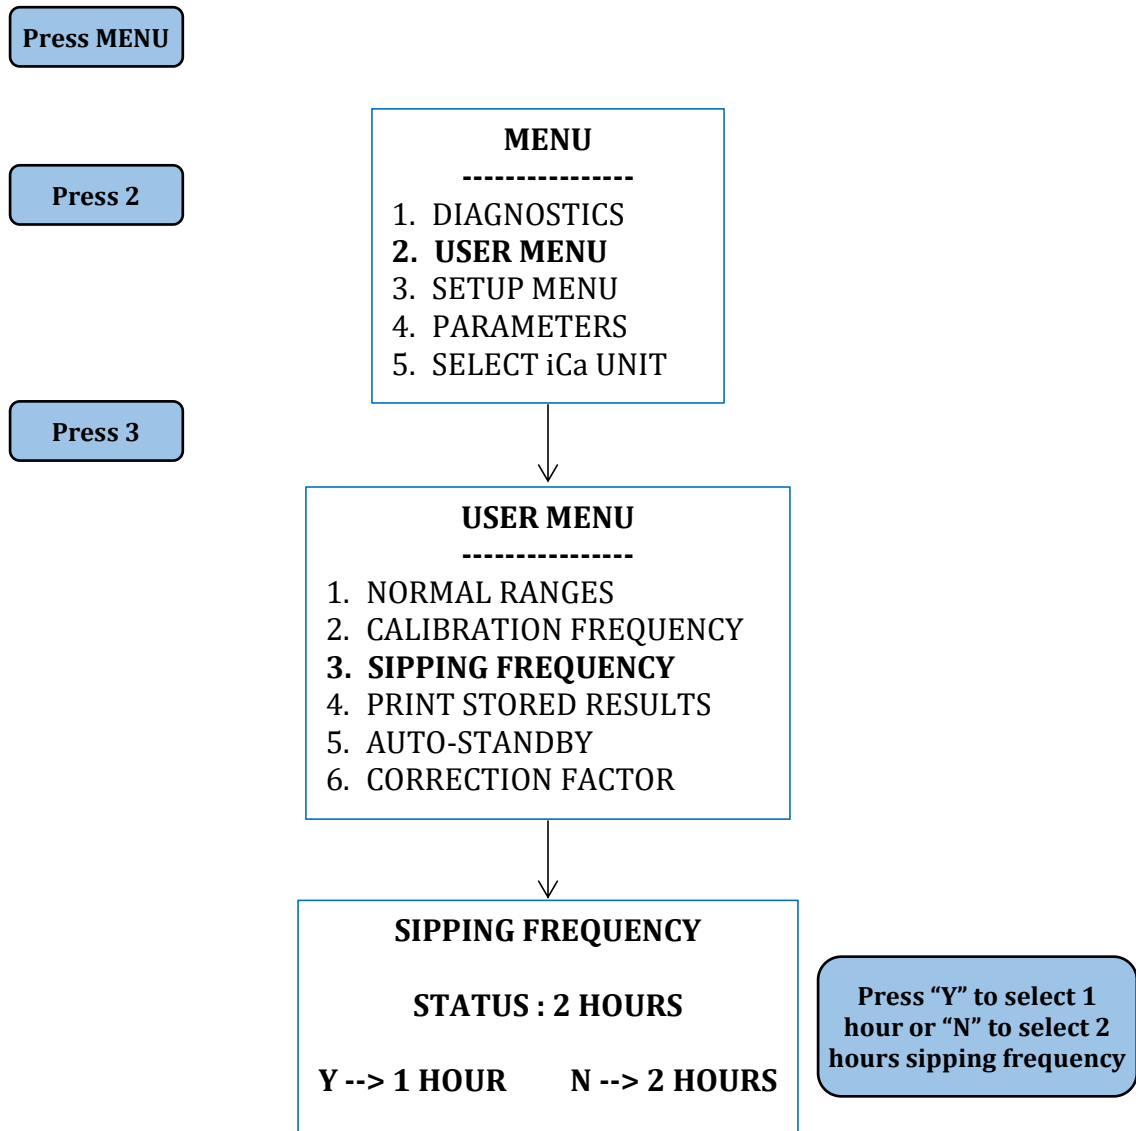 Press MENU
MENU
----------------
Press 2
1. DIAGNOSTICS
2. USER MENU
3. SETUP MENU
4. PARAMETERS
5. SELECT iCa UNIT
Press 3
USER MENU
----------------
1. NORMAL RANGES
2. CALIBRATION FREQUENCY
3. SIPPING FREQUENCY
4. PRINT STORED RESULTS
5. AUTO-STANDBY
6. CORRECTION FACTOR
SIPPING FREQUENCY
STATUS : 2 HOURS
Y --> 1 HOUR N --> 2 HOURS
Press “Y” to select 1
hour or “N” to select 2
hours sipping frequency